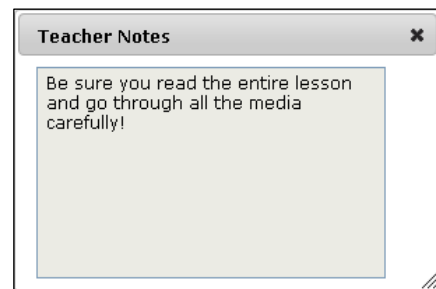 Teacher Notes
Be sure you read the entire lesson
and go through all the media
carefully!